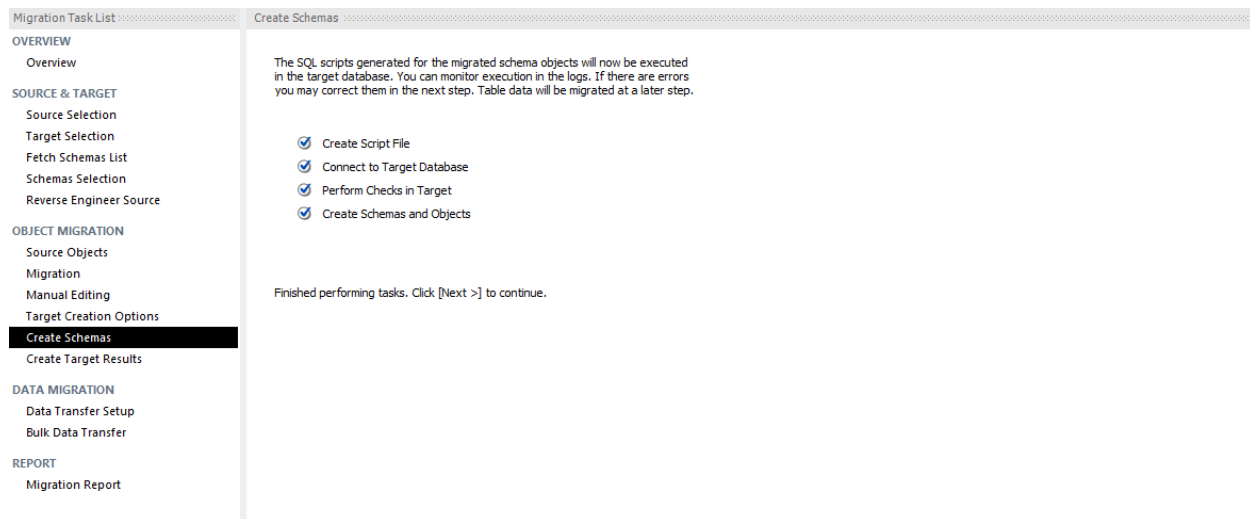 Migration Task List
OVERVIEW
Overview
SOURCE & TARGET
Source Selection
Target Selection
Fetch Schemas List
Schemas Selection
Reverse Engineer Source
OBJECT MIGRATION
Source Objects
Migration
Manual Editing
Target Creation Options
Create Schemas
Create Target Results
DATA MIGRATION
Data Transfer Setup
Bulk Data Transfer
REPORT
Migration Report
Create Schemas
The SQL scripts generated for the migrated schema objects will now be executed
in the target database. You can monitor execution in the logs. If there are errors
you may correct them in the next step. Table data will be migrated at a later step.
Create Script File
Connect to Target Database
Perform Checks in Target
Create Schemas and Objects
Finished performing tasks. Click [Next >] to continue.